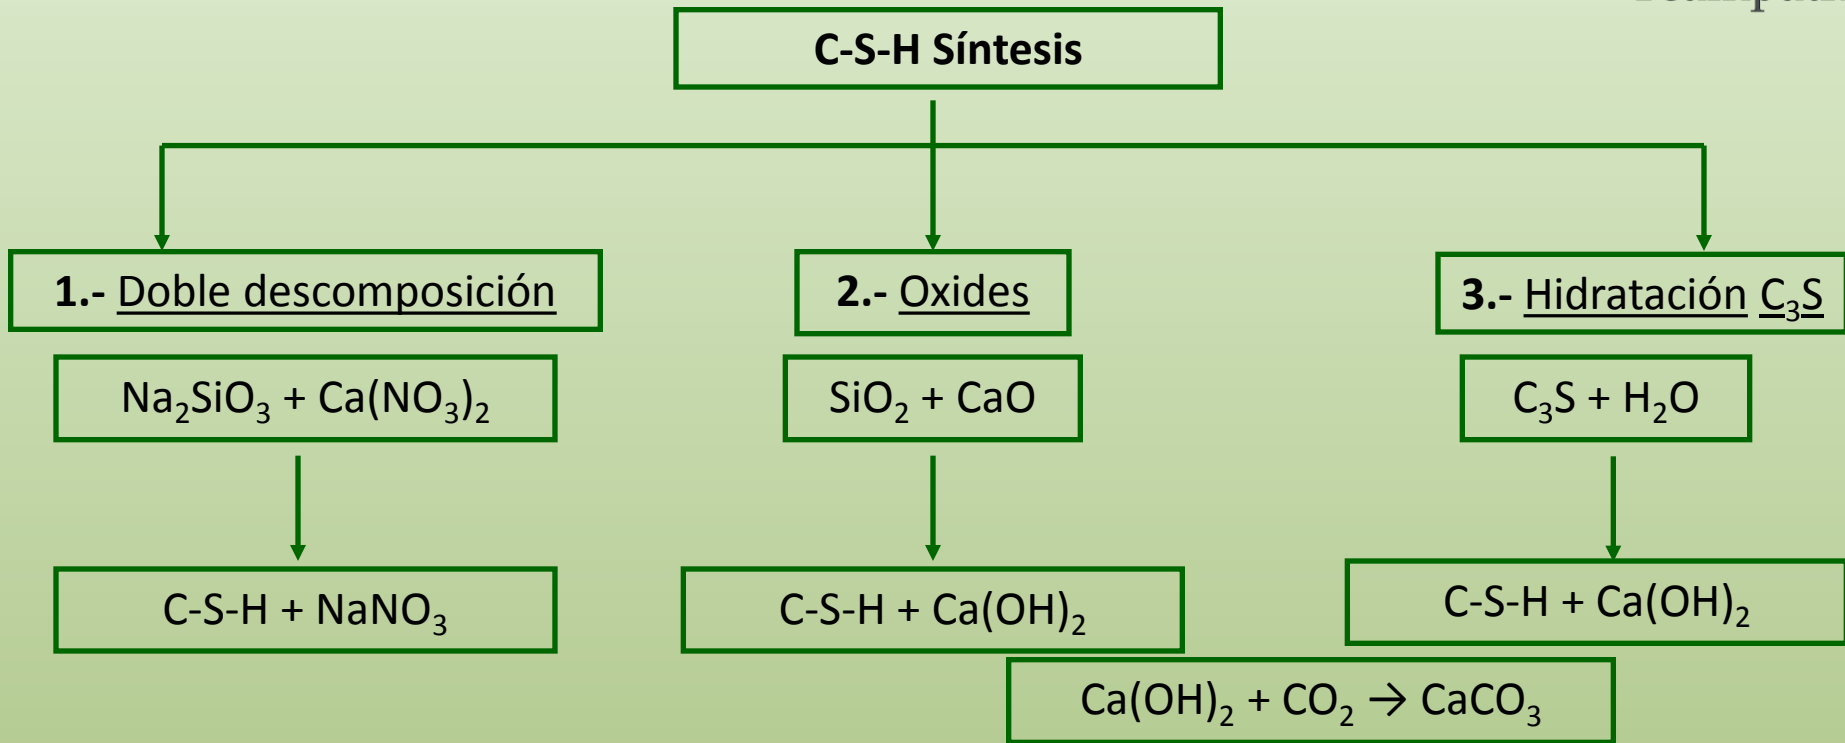 C-S-H Síntesis
1.- Doble descomposición
Na₂SiO₃ + Ca(NO₃)₂
C-S-H + NaNO₃
2.- Oxides
SiO₂ + CaO
C-S-H + Ca(OH)₂
3.- Hidratación C₃S
C₃S + H₂O
C-S-H + Ca(OH)₂
Ca(OH)₂ + CO₂ → CaCO₃